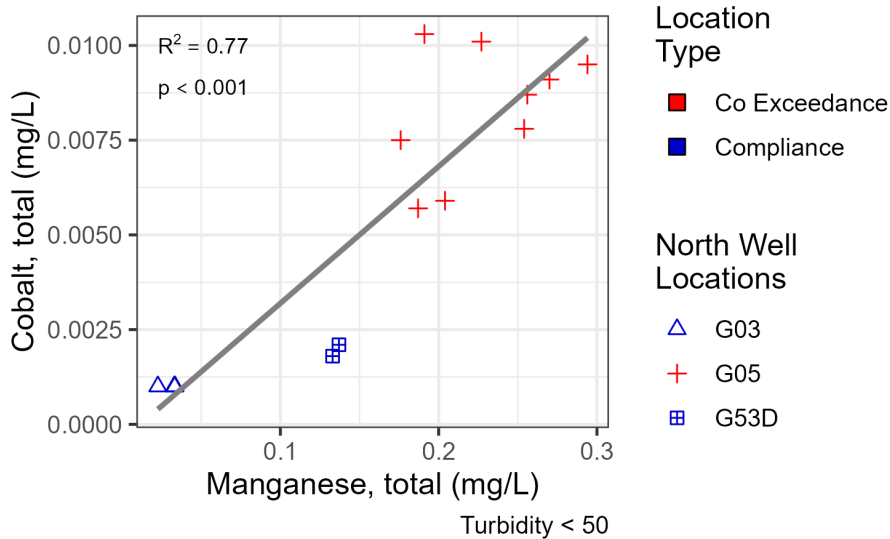 R² = 0.77
p < 0.001
0.0100
0.0075
0.0050
0.0025
0.0000
Cobalt, total (mg/L)
0.1 0.2 0.3
Manganese, total (mg/L)
Turbidity < 50
Location
Type
Co Exceedance
Compliance
North Well
Locations
G03
G05
G53D